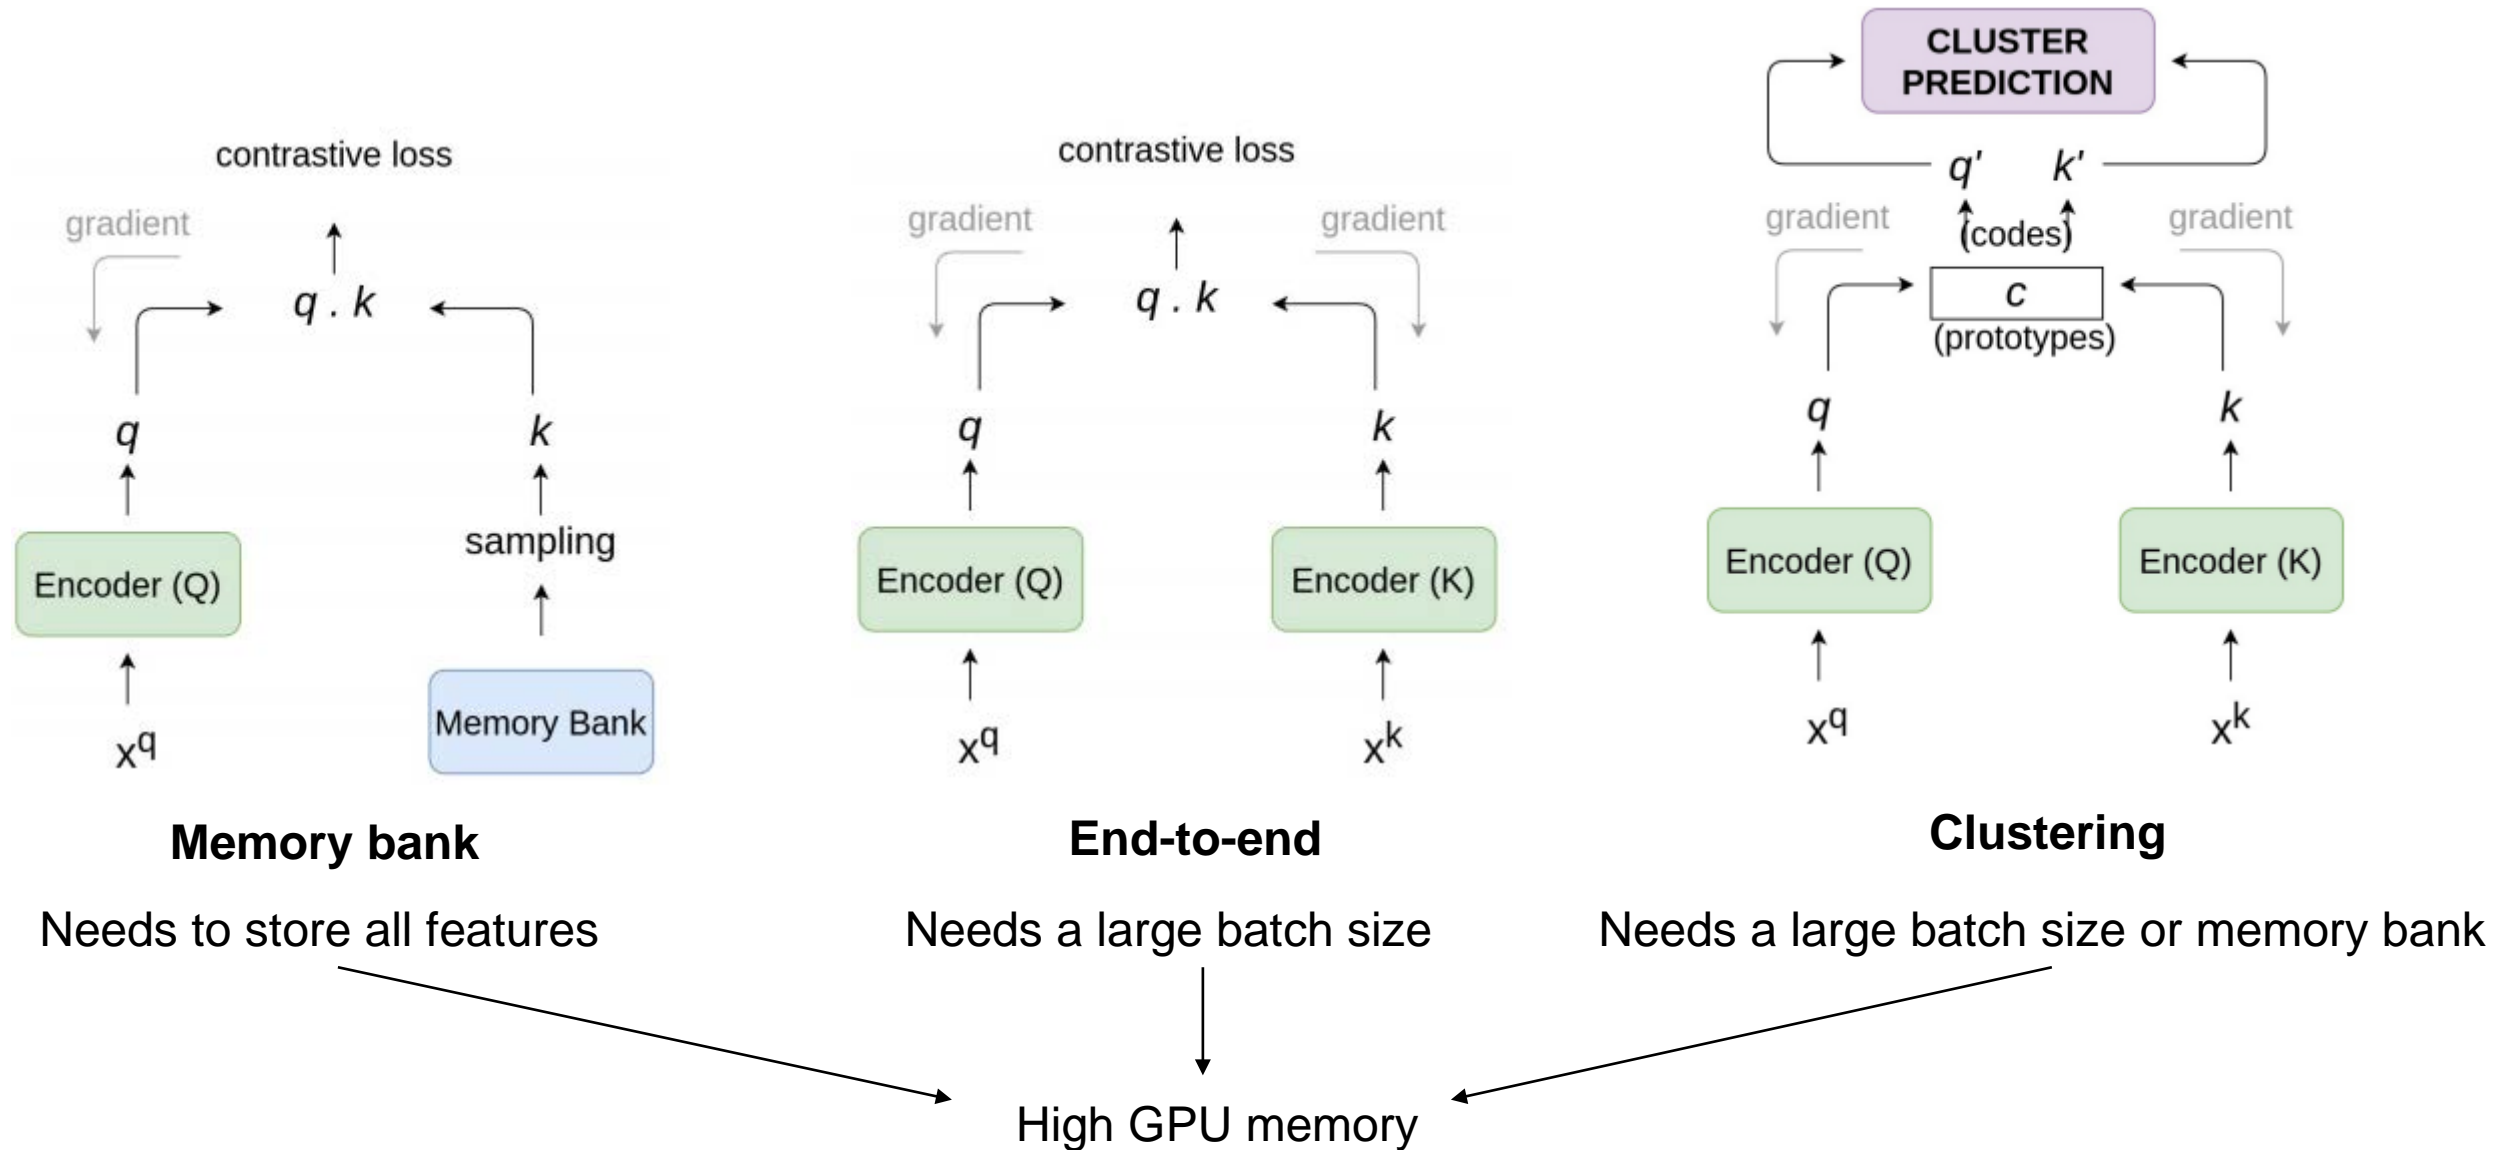 contrastive loss
gradient
q . k
q
k
sampling
Encoder (Q)
Memory Bank
xq
Memory bank
Needs to store all features
contrastive loss
gradient
gradient
q . k
q
k
Encoder (Q)
Encoder (K)
xq
xk
End-to-end
Needs a large batch size
CLUSTER
PREDICTION
q'
k'
gradient
(codes)
gradient
c
(prototypes)
q
k
Encoder (Q)
Encoder (K)
xq
xk
Clustering
Needs a large batch size or memory bank
High GPU memory